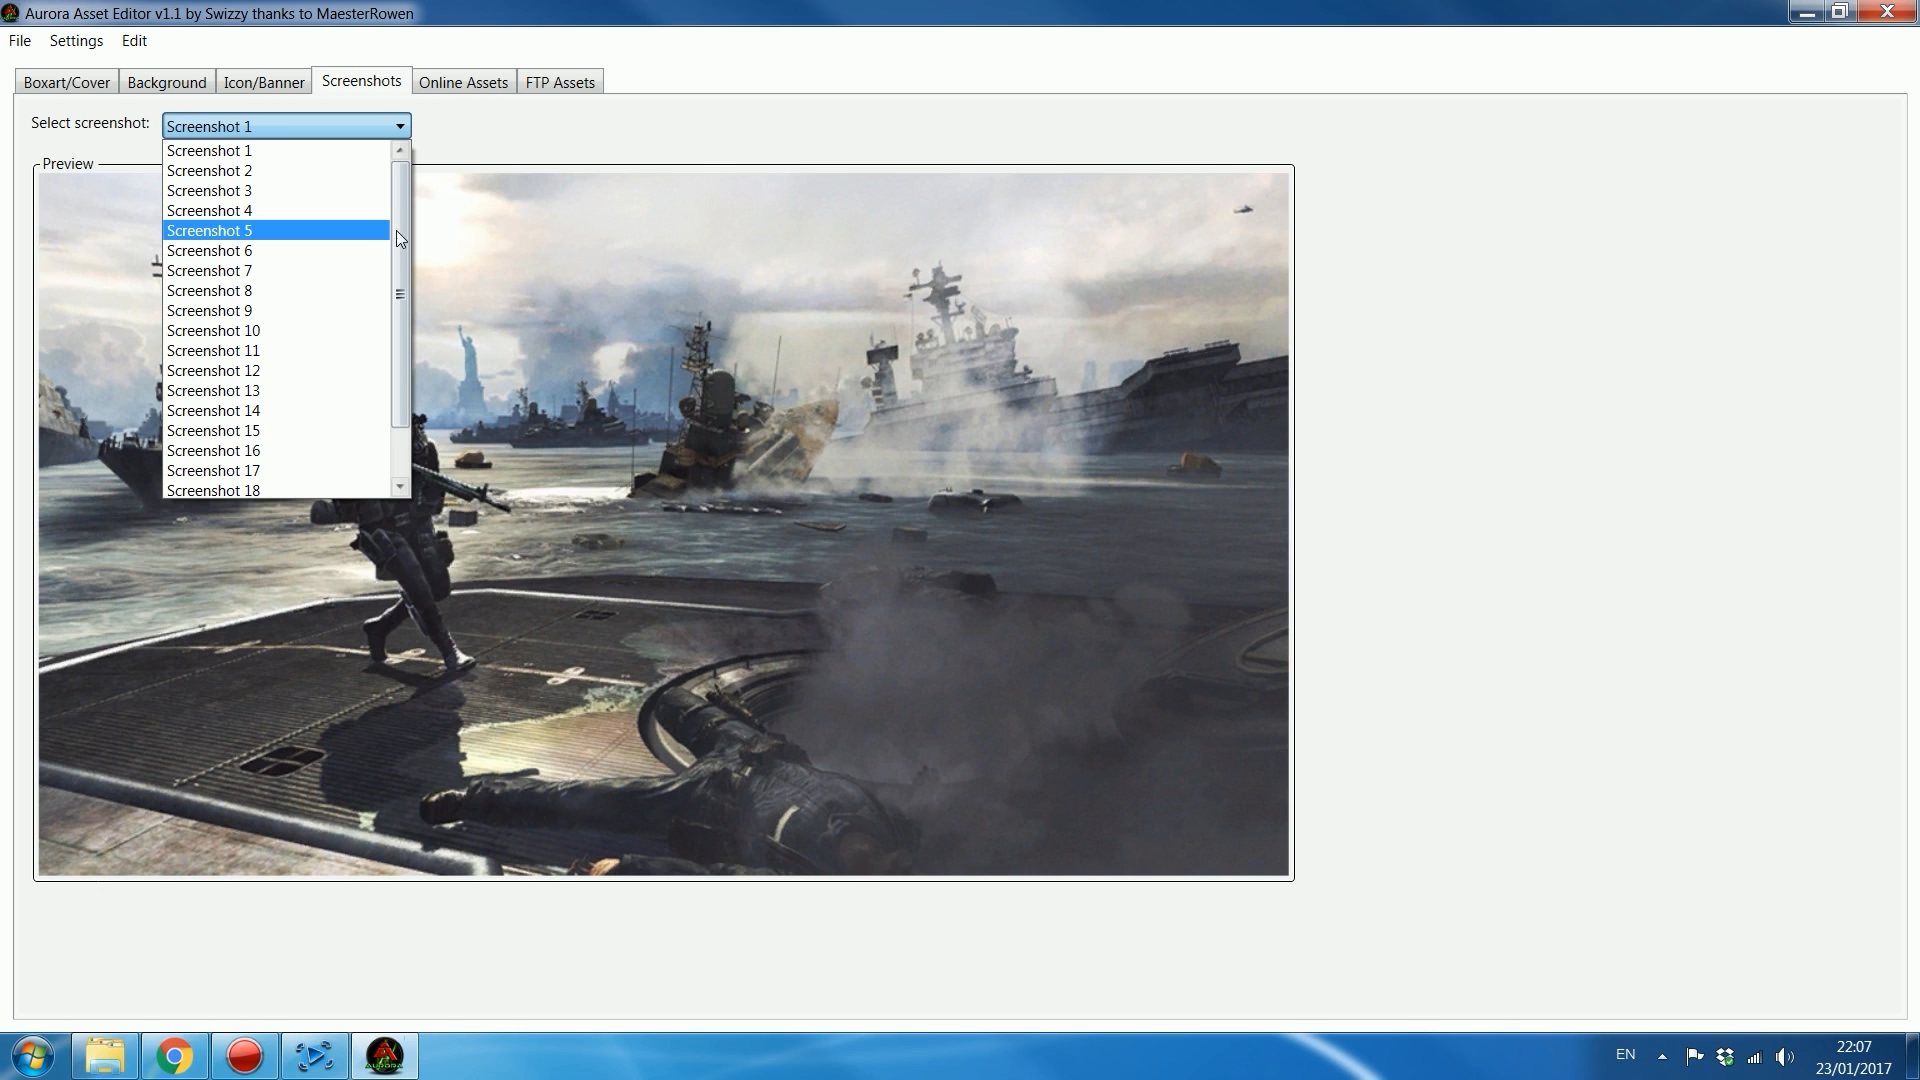 Aurora Asset Editor v1.1 by Swizzy thanks to MaesterRowen
File Settings Edit
Boxart/Cover Background Icon/Banner Screenshots Online Assets FTP Assets
Select screenshot: Screenshot 1
Screenshot 1
Preview
Screenshot 2
Screenshot 3
Screenshot 4
Screenshot 5
Screenshot 6
Screenshot 7
Screenshot 8
Screenshot 9
Screenshot 10
Screenshot 11
Screenshot 12
Screenshot 13
Screenshot 14
Screenshot 15
Screenshot 16
Screenshot 17
Screenshot 18
AURORA
EN
22:07
23/01/2017